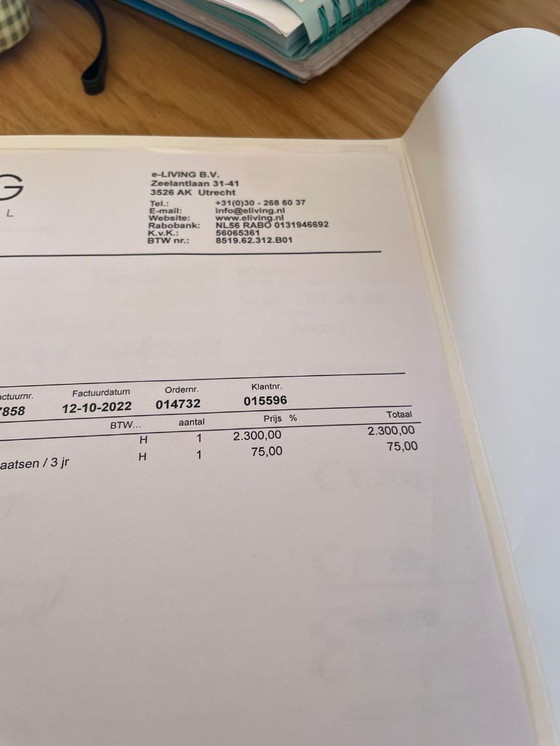 G
L
e-LIVING B.V.
Zeelantlaan 31-41
3526 AK Utrecht
Tel.: +31(0)30 - 268 60 37
E-mail: info@eliving.nl
Website: www.eliving.nl
Rabobank: NL56 RABO 0131946692
K.v.K.: 56065361
BTW nr.: 8519.62.312.B01
actuurnr. Factuurdatum Ordernr. Klantnr.
7858 12-10-2022 014732 015596
BTW... aantal Prijs % Totaal
H 1 2.300,00 2.300,00
aatsen / 3 jr H 1 75,00 75,00